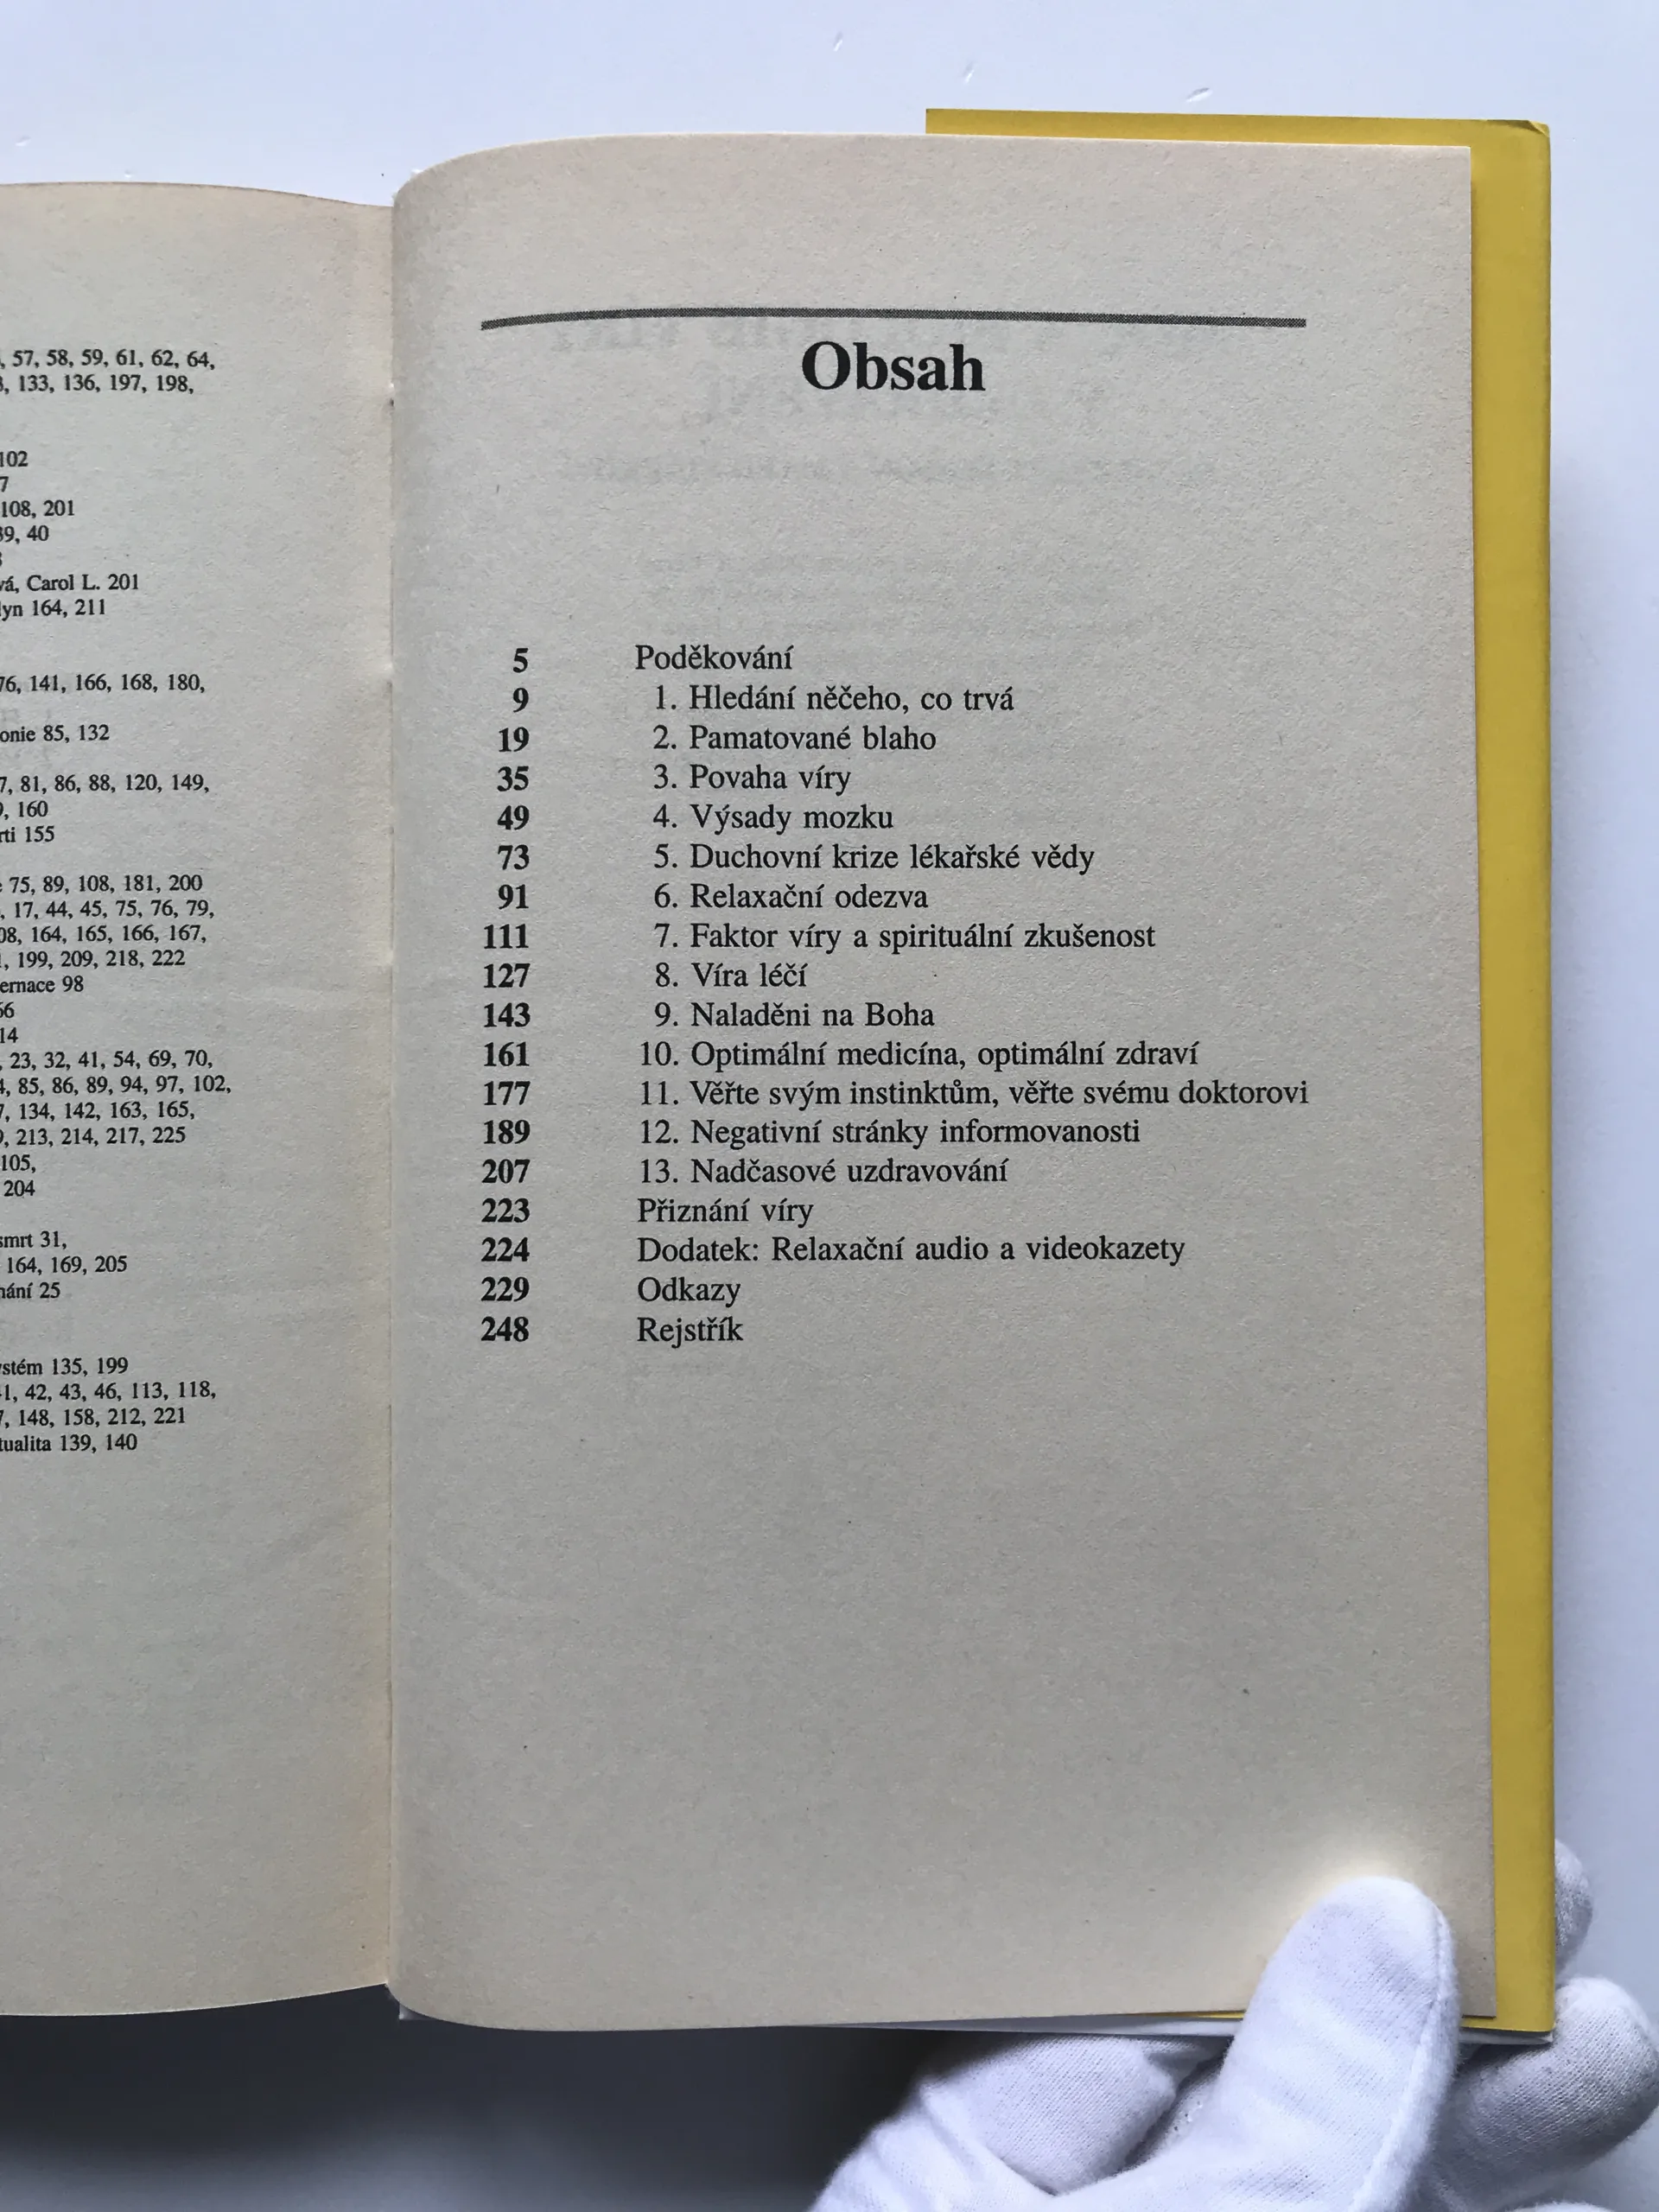 57, 58, 59, 61, 62, 64,
133, 136, 197, 198,
102
7
108, 201
39, 40
Carol L. 201
164, 211
76, 141, 166, 168, 180,
85, 132
81, 86, 88, 120, 149,
160
155
75, 89, 108, 181, 200
17, 44, 45, 75, 76, 79,
164, 165, 166, 167,
199, 209, 218, 222
98
14
23, 32, 41, 54, 69, 70,
85, 86, 89, 94, 97, 102,
134, 142, 163, 165,
213, 214, 217, 225
105,
204
smrt 31,
164, 169, 205
25
135, 199
42, 43, 46, 113, 118,
148, 158, 212, 221
139, 140
Obsah
5 Poděkování
9 1. Hledání něčeho, co trvá
19 2. Pamatované blaho
35 3. Povaha víry
49 4. Výsady mozku
73 5. Duchovní krize lékařské vědy
91 6. Relaxační odezva
111 7. Faktor víry a spirituální zkušenost
127 8. Víra léčí
143 9. Naladěni na Boha
161 10. Optimální medicína, optimální zdraví
177 11. Věřte svým instinktům, věřte svému doktorovi
189 12. Negativní stránky informovanosti
207 13. Nadčasové uzdravování
223 Přiznání víry
224 Dodatek: Relaxační audio a videokazety
229 Odkazy
248 Rejstřík